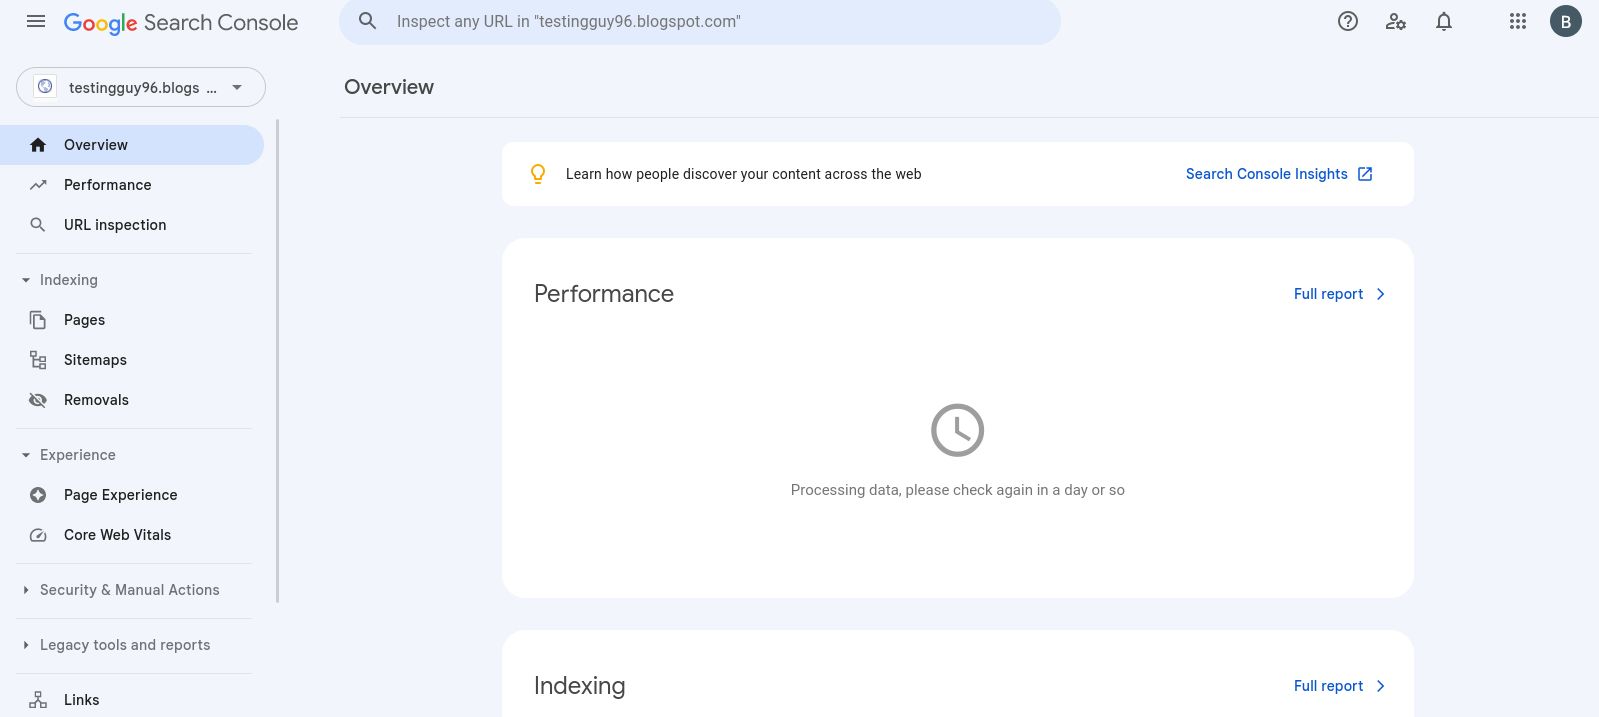 Google Search Console
Inspect any URL in "testingguy96.blogspot.com"
B
testingguy96.blogs ...
Overview
Performance
URL inspection
Indexing
Pages
Sitemaps
Removals
Experience
Page Experience
Core Web Vitals
Security & Manual Actions
Legacy tools and reports
Links
Overview
Learn how people discover your content across the web
Search Console Insights
Performance
Full report
Processing data, please check again in a day or so
Indexing
Full report